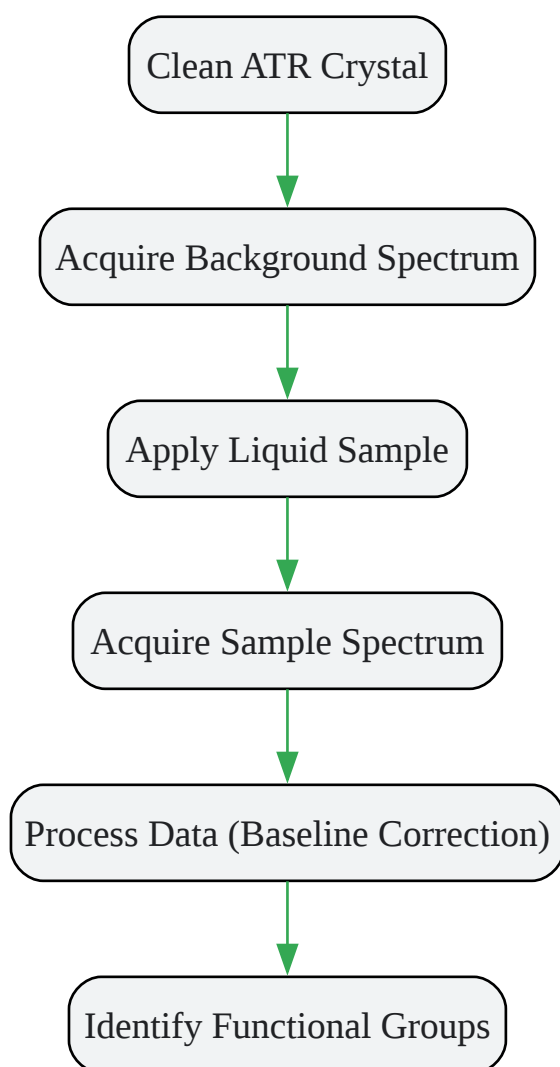 Clean ATR Crystal
Acquire Background Spectrum
Apply Liquid Sample
Acquire Sample Spectrum
Process Data (Baseline Correction)
Identify Functional Groups